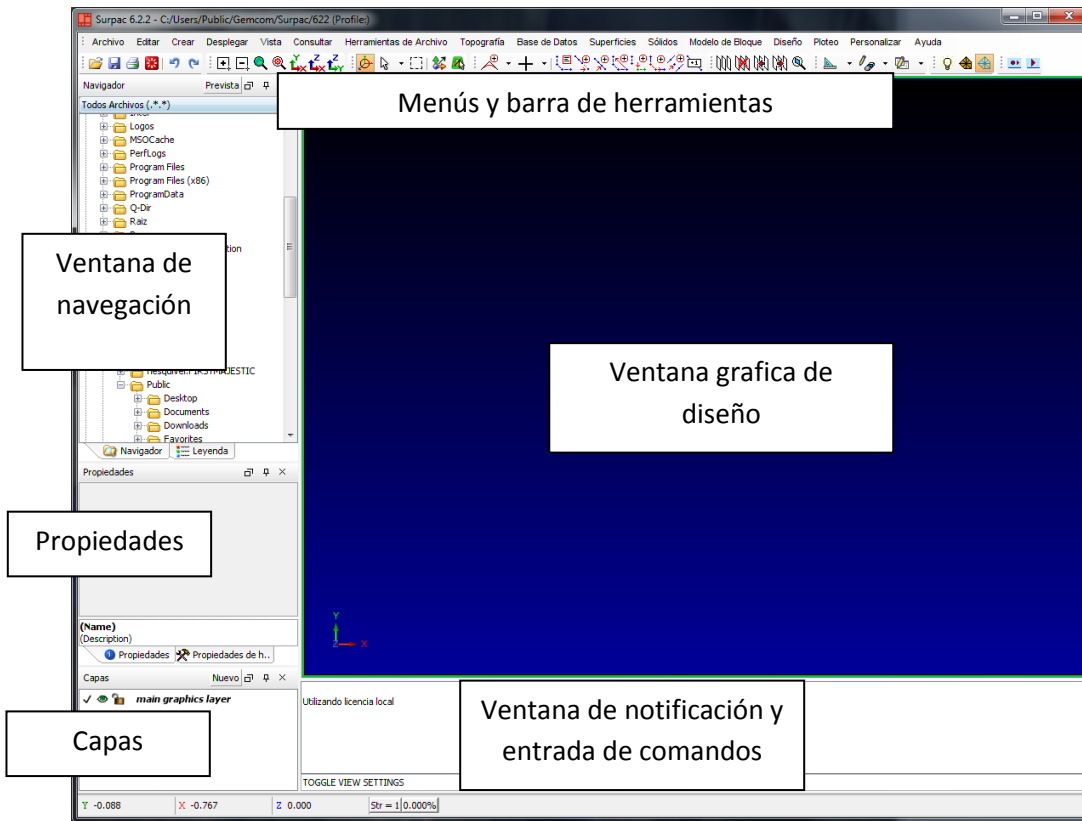 Surpac 6.2.2 - C:/Users/Public/Gemcom/Surpac/622 (Profile:)
Archivo Editar Crear Desplegar Vista Consultar Herramientas de Archivo Topografía Base de Datos Superficies Sólidos Modelo de Bloque Diseño Ploteo Personalizar Ayuda
Navegador Prevista
Menús y barra de herramientas
Todos Archivos (.*.*)
Logos
MSOCache
PerfLogs
Program Files
Program Files (x86)
ProgramData
Q-Dir
Raiz
Ventana de
navegación
Public
Desktop
Documents
Downloads
Favorites
Navegador Leyenda
Ventana grafica de
diseño
Propiedades
Propiedades
(Name)
(Description)
Propiedades Propiedades de h..
Y
Z X
Capas Nuevo
main graphics layer
Capas
Utilizando licencia local
Ventana de notificación y
entrada de comandos
TOGGLE VIEW SETTINGS
Y -0.088 X -0.767 Z 0.000 Str = 1 0.000%